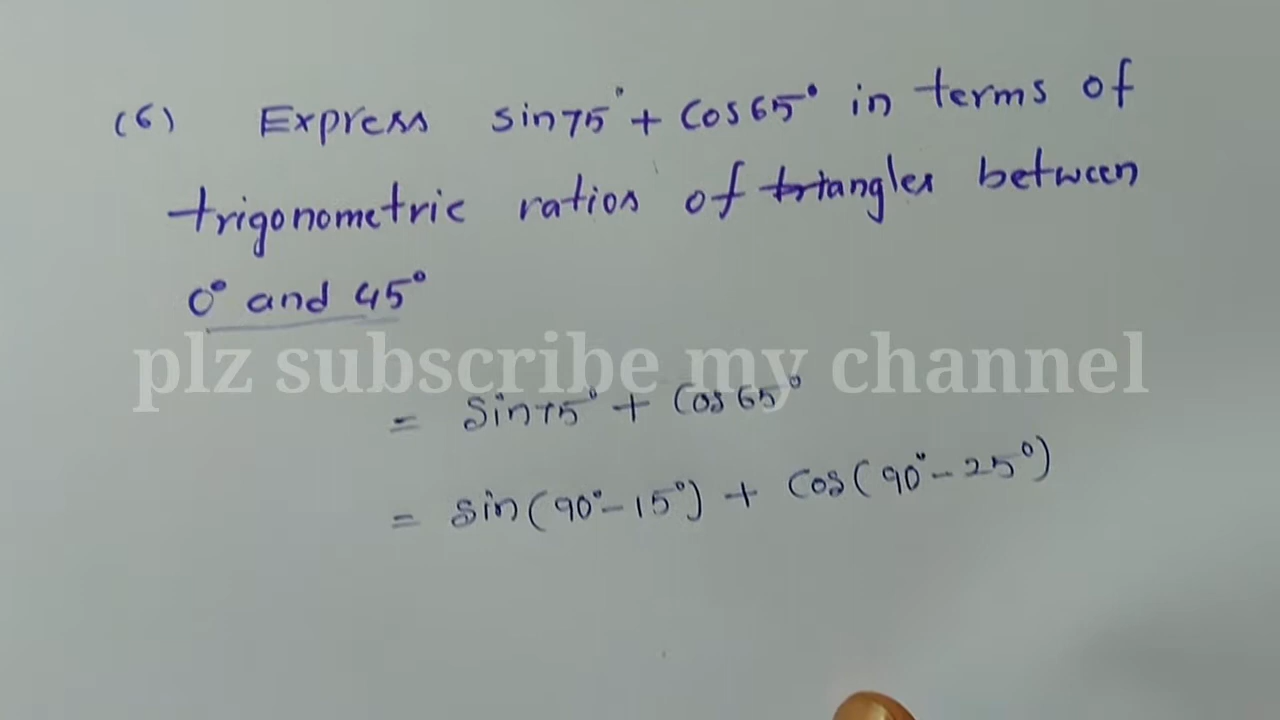 (6) Express sin75° + Cos65° in terms of
trigonometric ratios of angles between
0° and 45°
plz subscribe my channel
= Sin75° + Cos65°
= Sin(90°-15°) + Cos(90°-25°)